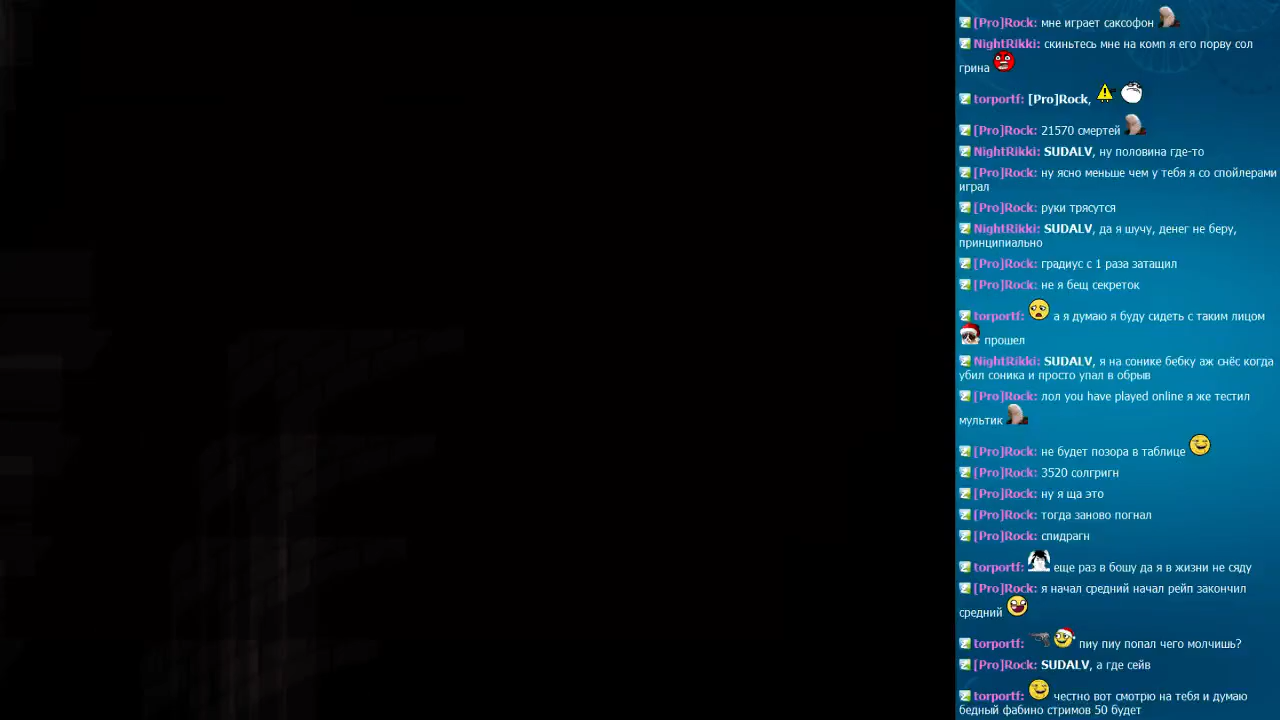 [Pro]Rock: мне играет саксофон
NightRikki: скиньтесь мне на комп я его порву сол
грина
torportf: [Pro]Rock,
[Pro]Rock: 21570 смертей
NightRikki: SUDALV, ну половина где-то
[Pro]Rock: ну ясно меньше чем у тебя я со спойлерами
играл
[Pro]Rock: руки трясутся
NightRikki: SUDALV, да я шучу, денег не беру,
принципиально
[Pro]Rock: градиус с 1 раза затащил
[Pro]Rock: не я бещ секреток
torportf: а я думаю я буду сидеть с таким лицом
прошел
NightRikki: SUDALV, я на сонике бебку аж снёс когда
убил соника и просто упал в обрыв
[Pro]Rock: лол you have played online я же тестил
мультик
[Pro]Rock: не будет позора в таблице
[Pro]Rock: 3520 солгригн
[Pro]Rock: ну я ща это
[Pro]Rock: тогда заново погнал
[Pro]Rock: спидрагн
torportf: еще раз в бошу да я в жизни не сяду
[Pro]Rock: я начал средний начал рейп закончил
средний
torportf: пиу пиу попал чего молчишь?
[Pro]Rock: SUDALV, а где сейв
torportf: честно вот смотрю на тебя и думаю
бедный фабино стримов 50 будет